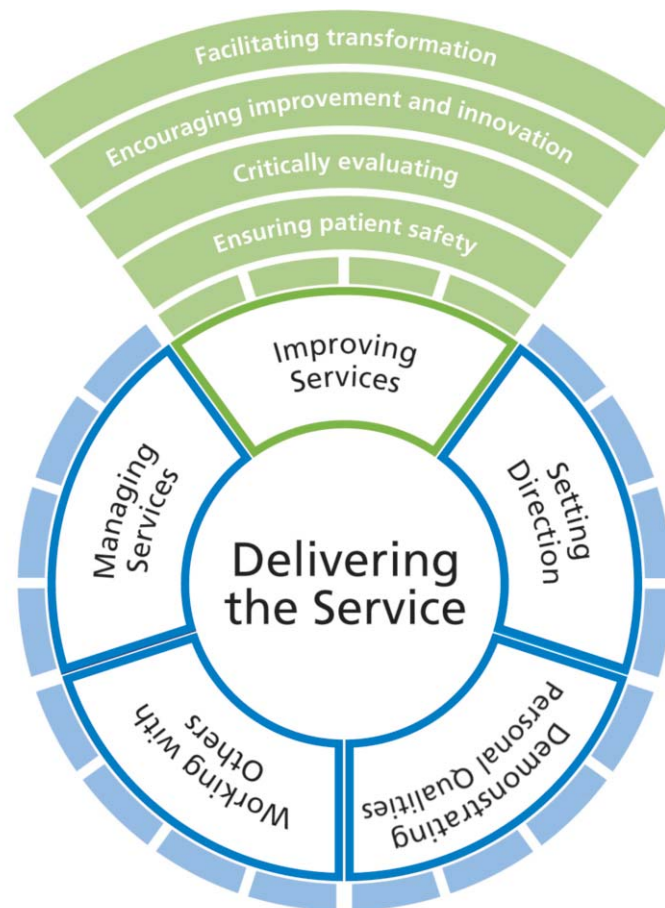 Facilitating transformation
Encouraging improvement and innovation
Critically evaluating
Ensuring patient safety
Improving
Services
Managing
Services
Setting
Direction
Delivering
the Service
Working with
Others
Demonstrating
Personal Qualities